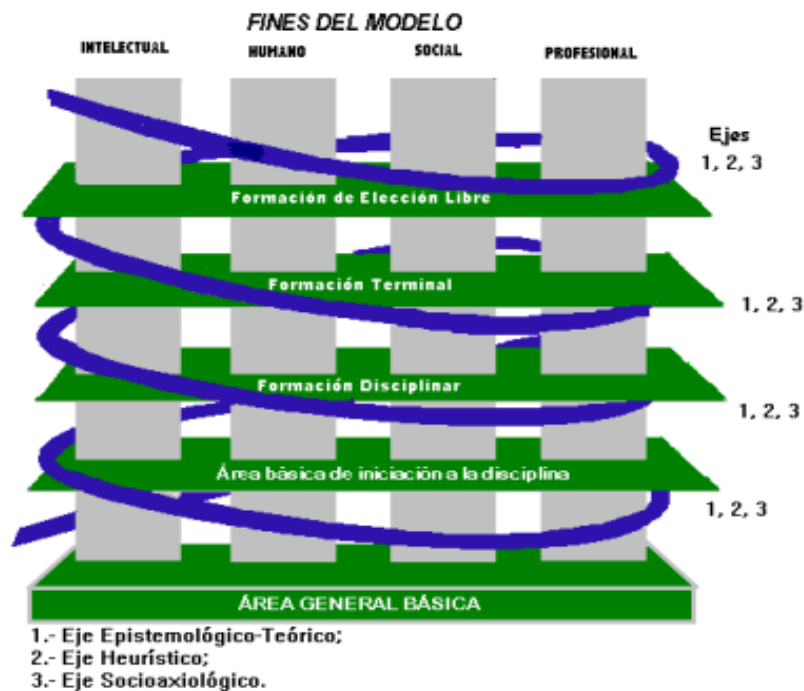 FINES DEL MODELO
INTELECTUAL
HUMANO
SOCIAL
PROFESIONAL
Ejes
1, 2, 3
Formación de Elección Libre
Formación Terminal
1, 2, 3
Formación Disciplinar
1, 2, 3
Área básica de iniciación a la disciplina
1, 2, 3
ÁREA GENERAL BÁSICA
1.- Eje Epistemológico-Teórico;
2.- Eje Heurístico;
3.- Eje Socioaxiológico.